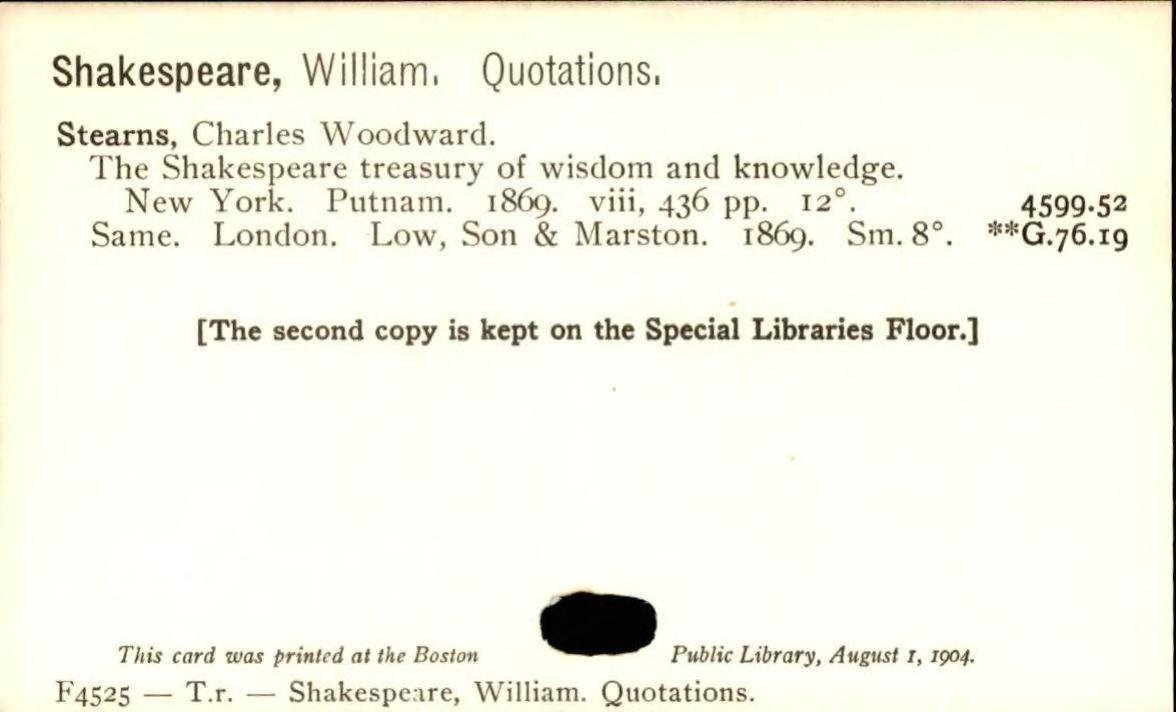 Shakespeare, William. Quotations.
Stearns, Charles Woodward.
The Shakespeare treasury of wisdom and knowledge.
New York. Putnam. 1869. viii, 436 pp. 12°. 4599.52
Same. London. Low, Son & Marston. 1869. Sm. 8°. **G.76.19
[The second copy is kept on the Special Libraries Floor.]
This card was printed at the Boston Public Library, August 1, 1904.
F4525 — T.r. — Shakespeare, William. Quotations.